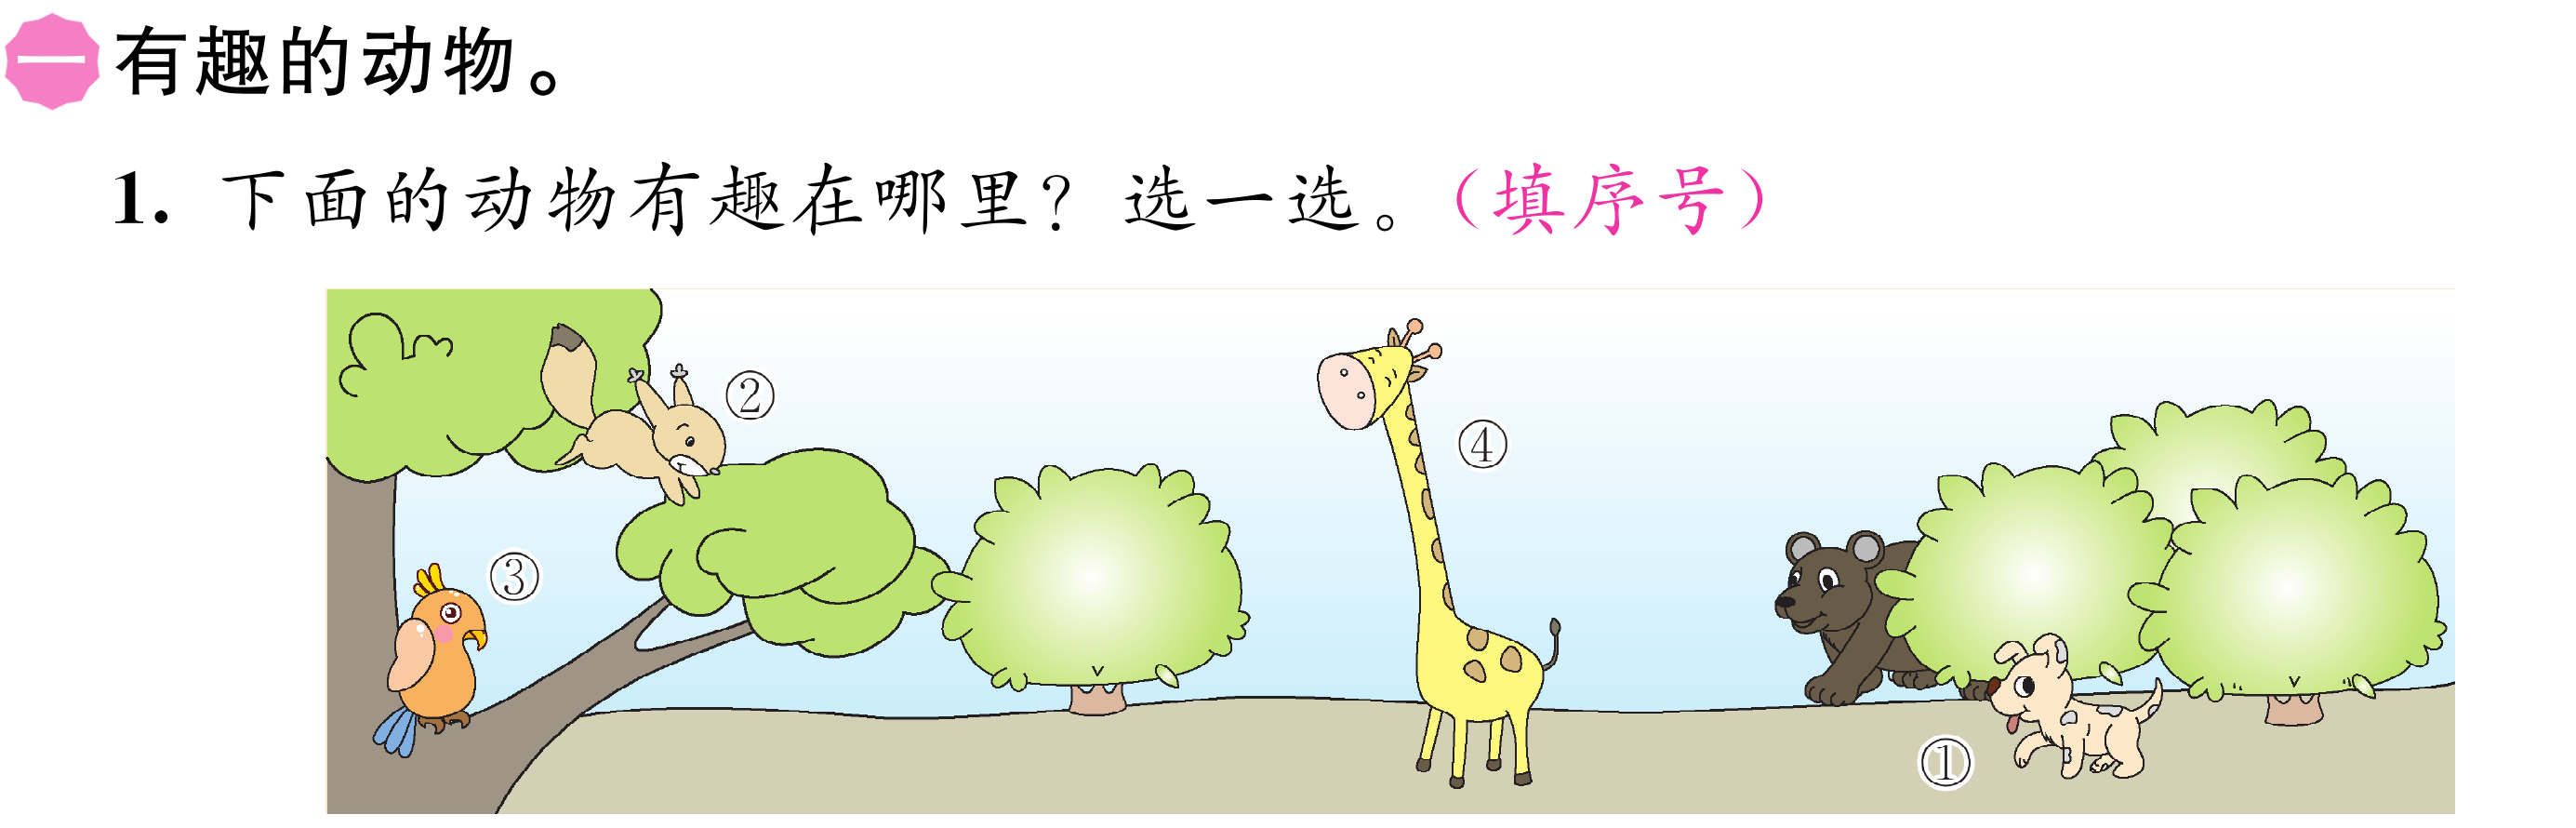 一 有趣的动物。
1. 下面的动物有趣在哪里？选一选。（填序号）
②
④
③
①